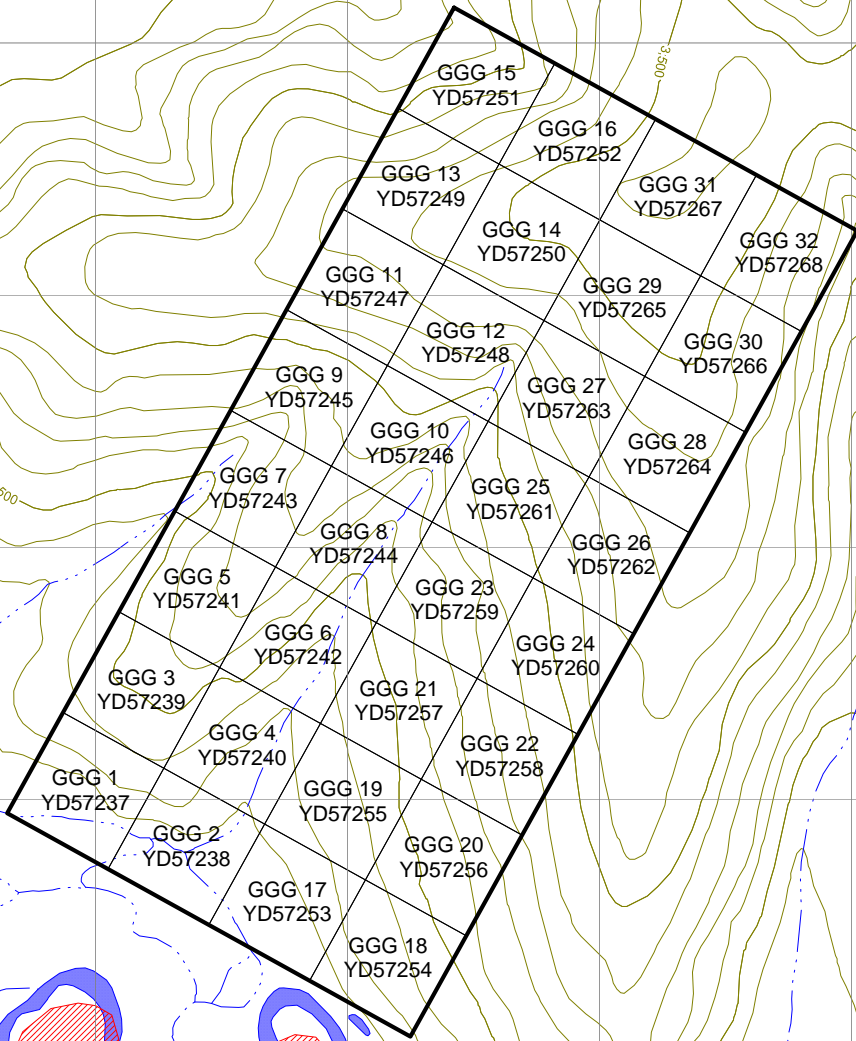 GGG 15
YD57251
3,500
GGG 16
YD57252
GGG 13
YD57249
GGG 31
YD57267
GGG 14
YD57250
GGG 32
YD57268
GGG 11
YD57247
GGG 29
YD57265
GGG 12
YD57248
GGG 30
YD57266
GGG 9
YD57245
GGG 27
YD57263
GGG 10
YD57246
GGG 28
YD57264
GGG 7
YD57243
500
GGG 25
YD57261
GGG 8
YD57244
GGG 26
YD57262
GGG 5
YD57241
GGG 23
YD57259
GGG 6
YD57242
GGG 24
YD57260
GGG 3
YD57239
GGG 21
YD57257
GGG 4
YD57240
GGG 22
YD57258
GGG 1
YD57237
GGG 19
YD57255
GGG 2
YD57238
GGG 20
YD57256
GGG 17
YD57253
GGG 18
YD57254